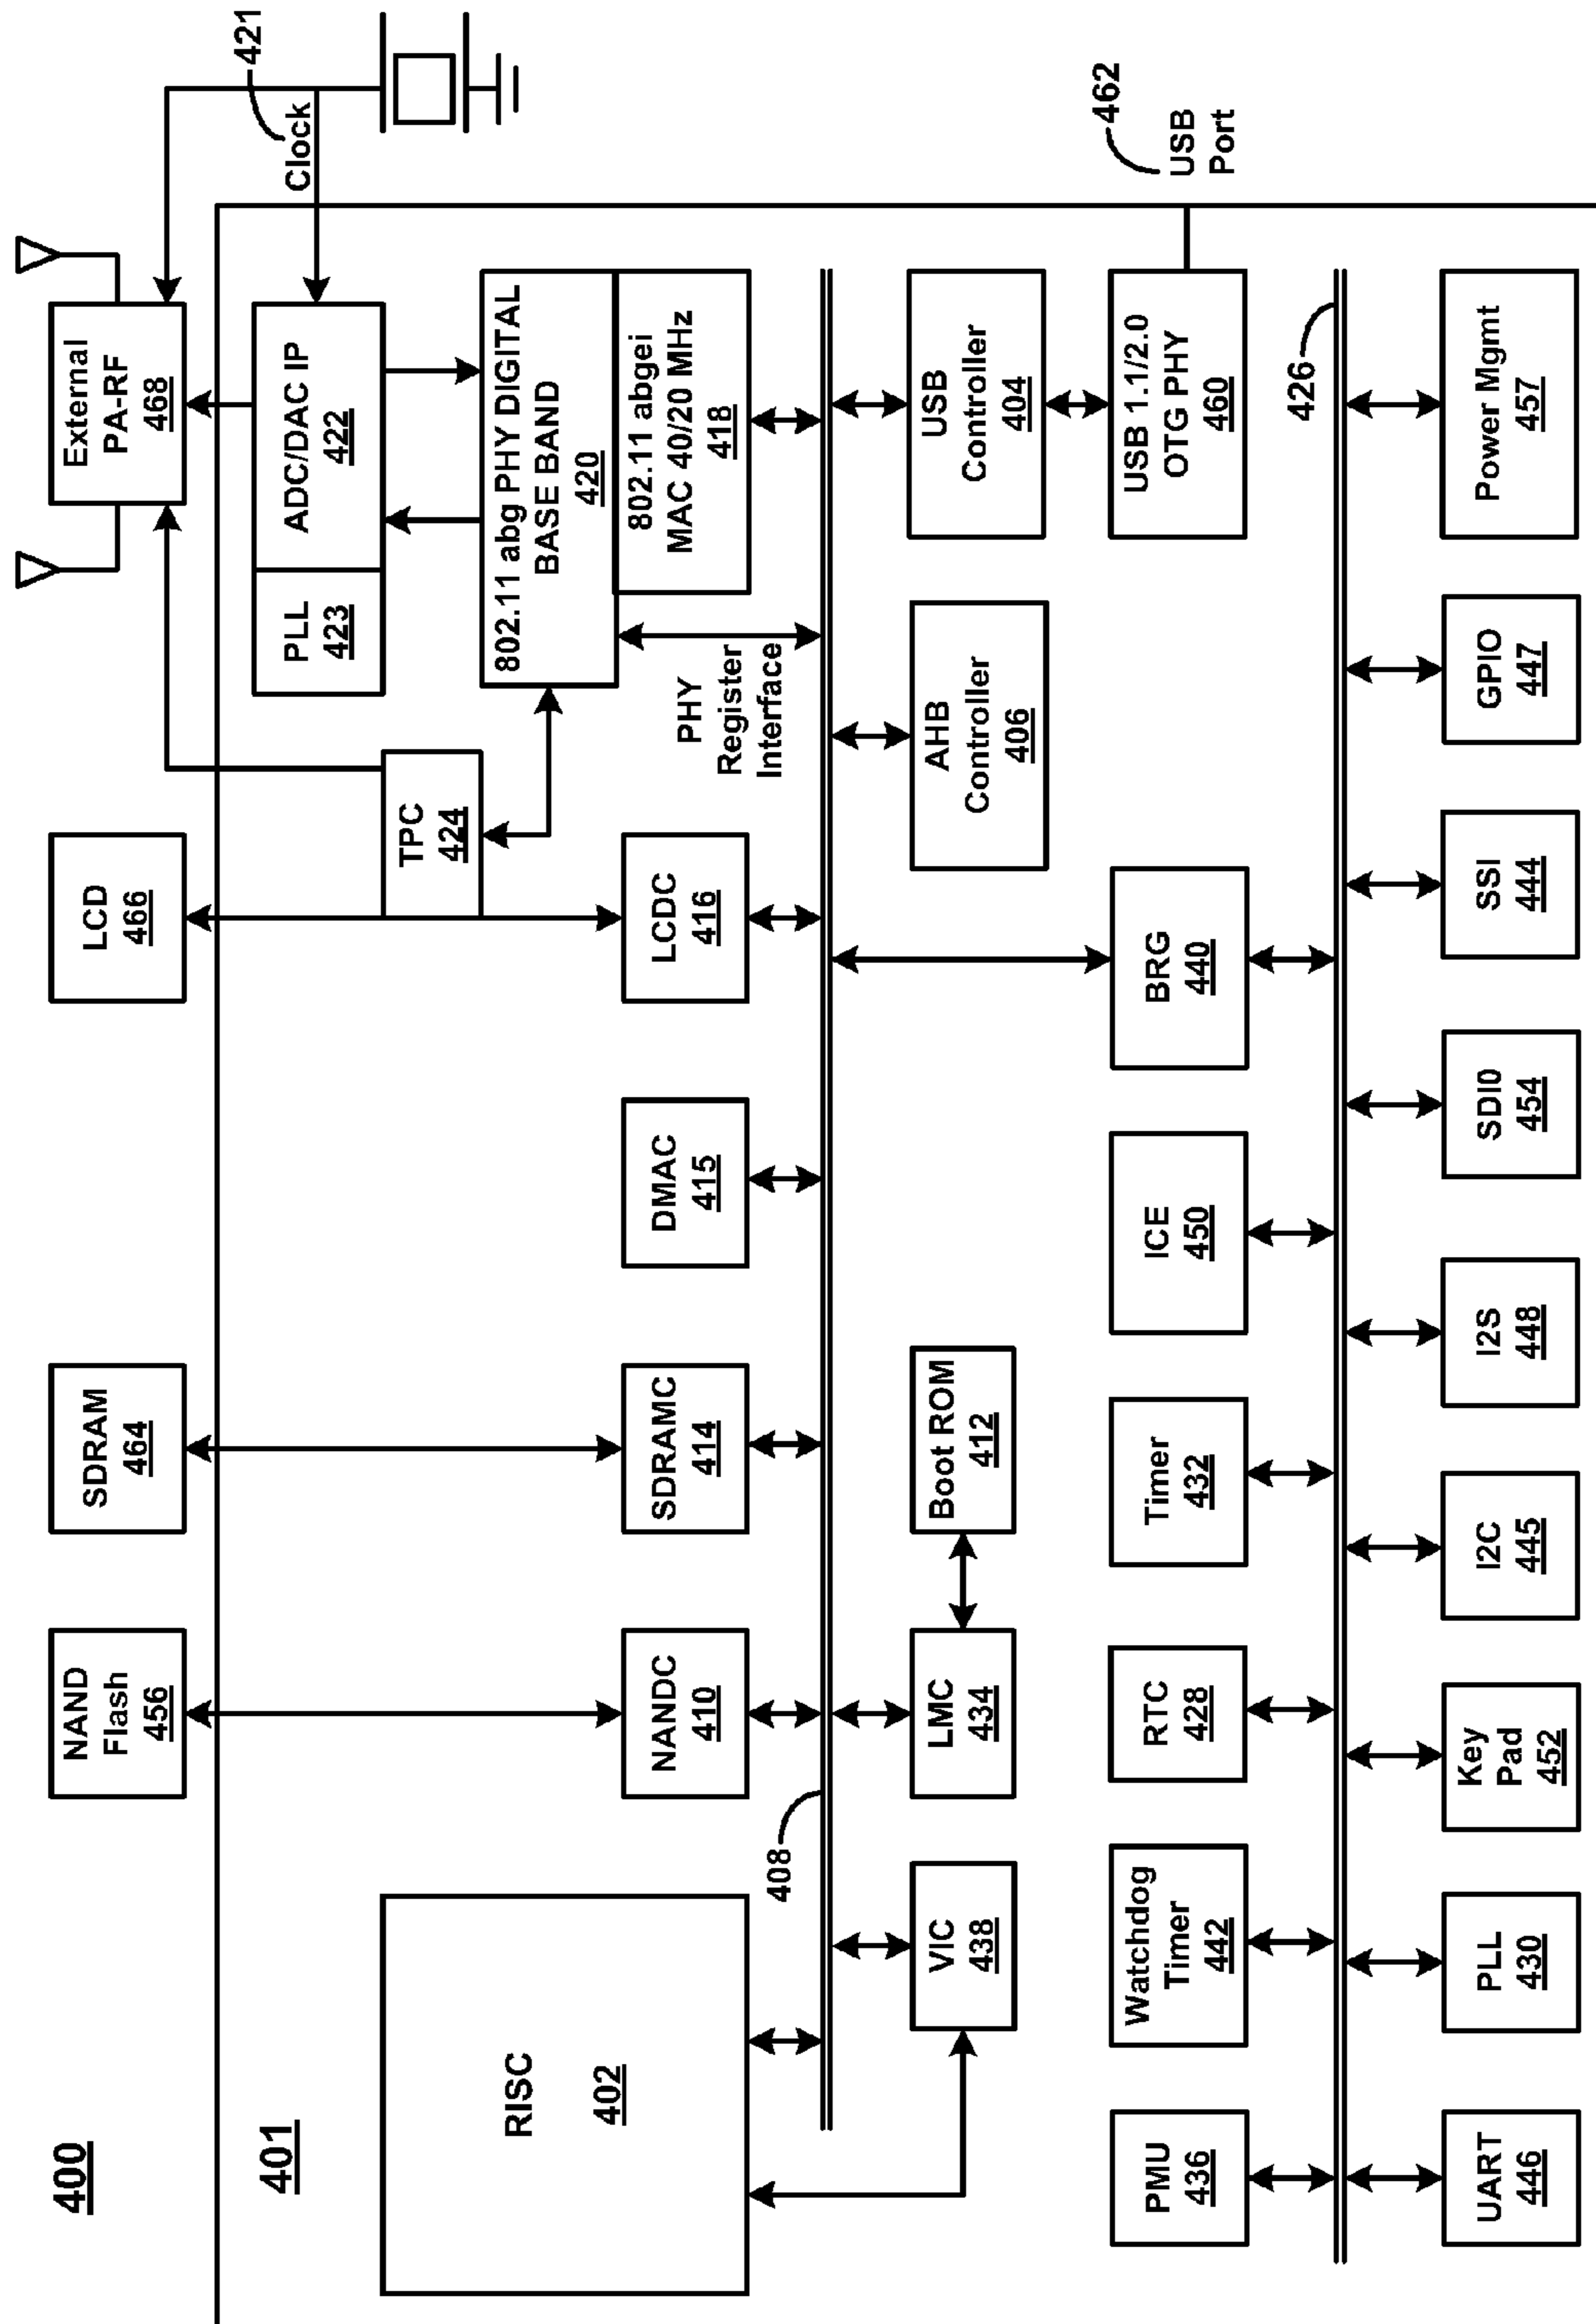 400
401
NAND
Flash
456
SDRAM
464
LCD
466
External
PA-RF
468
421
Clock
RISC
402
NANDC
410
SDRAMC
414
DMAC
415
LCDC
416
TPC
424
PLL
423
ADC/DAC IP
422
802.11 abg PHY DIGITAL
BASE BAND
420
802.11 abgei
MAC 40/20 MHz
418
PHY
Register
Interface
408
VIC
438
LMC
434
Boot ROM
412
AHB
Controller
406
USB
Controller
404
462
USB
Port
PMU
436
Watchdog
Timer
442
RTC
428
Timer
432
ICE
450
BRG
440
USB 1.1/2.0
OTG PHY
460
426
UART
446
PLL
430
Key
Pad
452
I2C
445
I2S
448
SDI0
454
SSI
444
GPIO
447
Power Mgmt
457